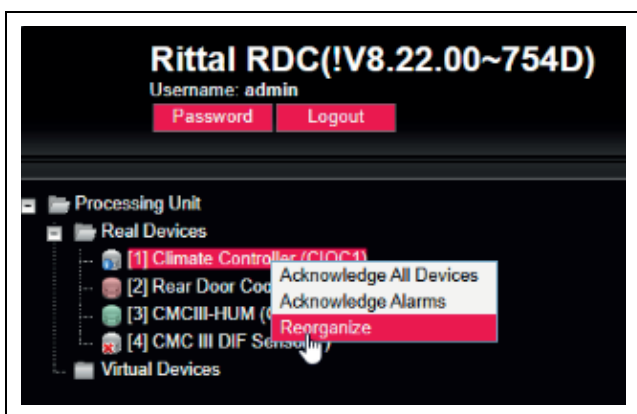 Rittal RDC(!V8.22.00~754D)
Username: admin
Password Logout
Processing Unit
Real Devices
[1] Climate Controller (CIOC1)
Acknowledge All Devices
[2] Rear Door Coo
Acknowledge Alarms
[3] CMCIII-HUM (
Reorganize
[4] CMC III DIF Sensor
Virtual Devices